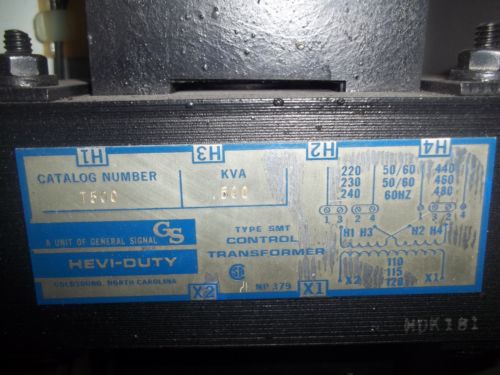 H1 H3 H2 H4
CATALOG NUMBER
T500
KVA
.500
220 50/60 440
230 50/60 460
240 60HZ 480
1 3 2 4
1 3 2 4
H1 H3 H2 H4
A UNIT OF GENERAL SIGNAL
GS
HEVI-DUTY
GOLDSBORO, NORTH CAROLINA
TYPE SMT
CONTROL
TRANSFORMER
NP 379
X2 X1
X2 X1
110
115
120
HDK181